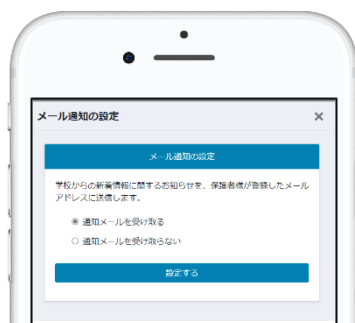 メール通知の設定 ×
メール通知の設定
学校からの新着情報に関するお知らせを、保護者様が登録したメール
アドレスに送信します。
通知メールを受け取る
通知メールを受け取らない
設定する